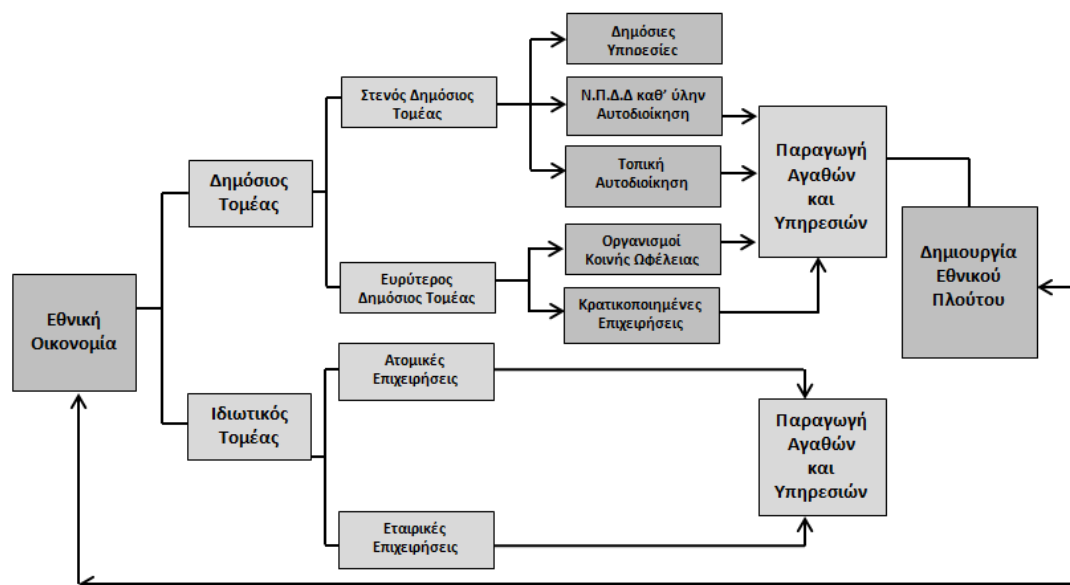 Δημόσιες
Υπηρεσίες
Στενός Δημόσιος
Τομέας
Ν.Π.Δ.Δ καθ' ύλην
Αυτοδιοίκηση
Παραγωγή
Αγαθών
και
Υπηρεσιών
Τοπική
Αυτοδιοίκηση
Δημόσιος
Τομέας
Οργανισμοί
Κοινής Ωφέλειας
Δημιουργία
Εθνικού
Πλούτου
Ευρύτερος
Δημόσιος Τομέας
Κρατικοποιημένες
Επιχειρήσεις
Εθνική
Οικονομία
Ατομικές
Επιχειρήσεις
Ιδιωτικός
Τομέας
Παραγωγή
Αγαθών
και
Υπηρεσιών
Εταιρικές
Επιχειρήσεις